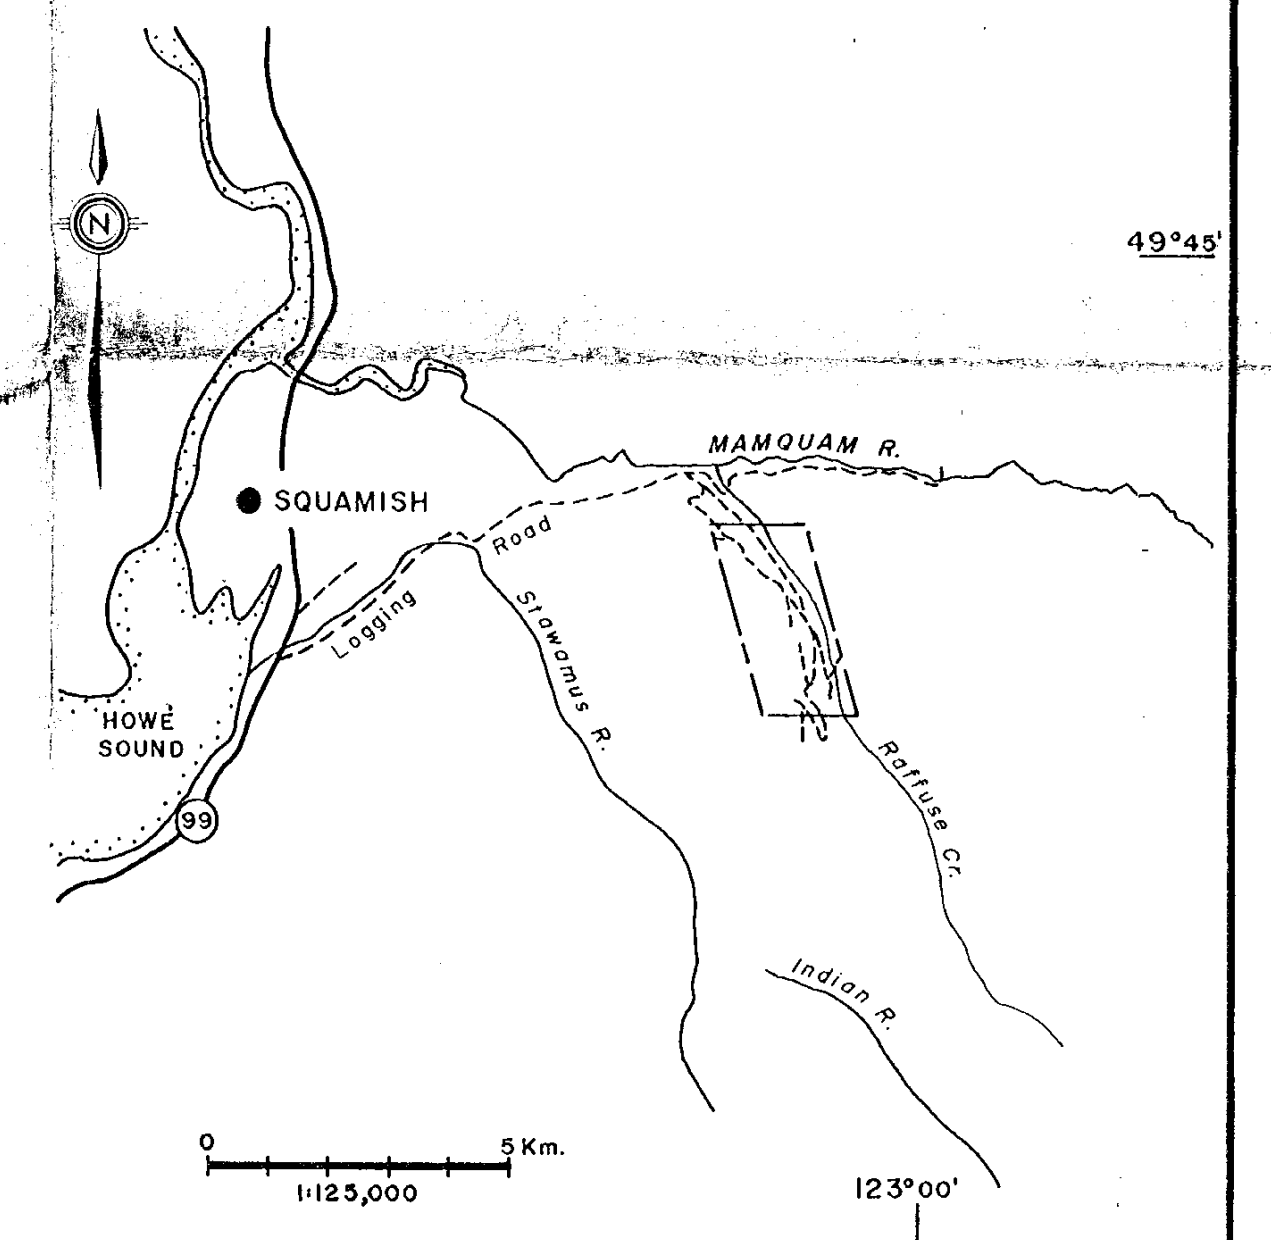 N
49°45'
MAMQUAM R.
SQUAMISH
Road
Logging
Stawamus R.
HOWE
SOUND
Raffuse Cr.
99
Indian R.
0 5 Km.
1:125,000
123°00'